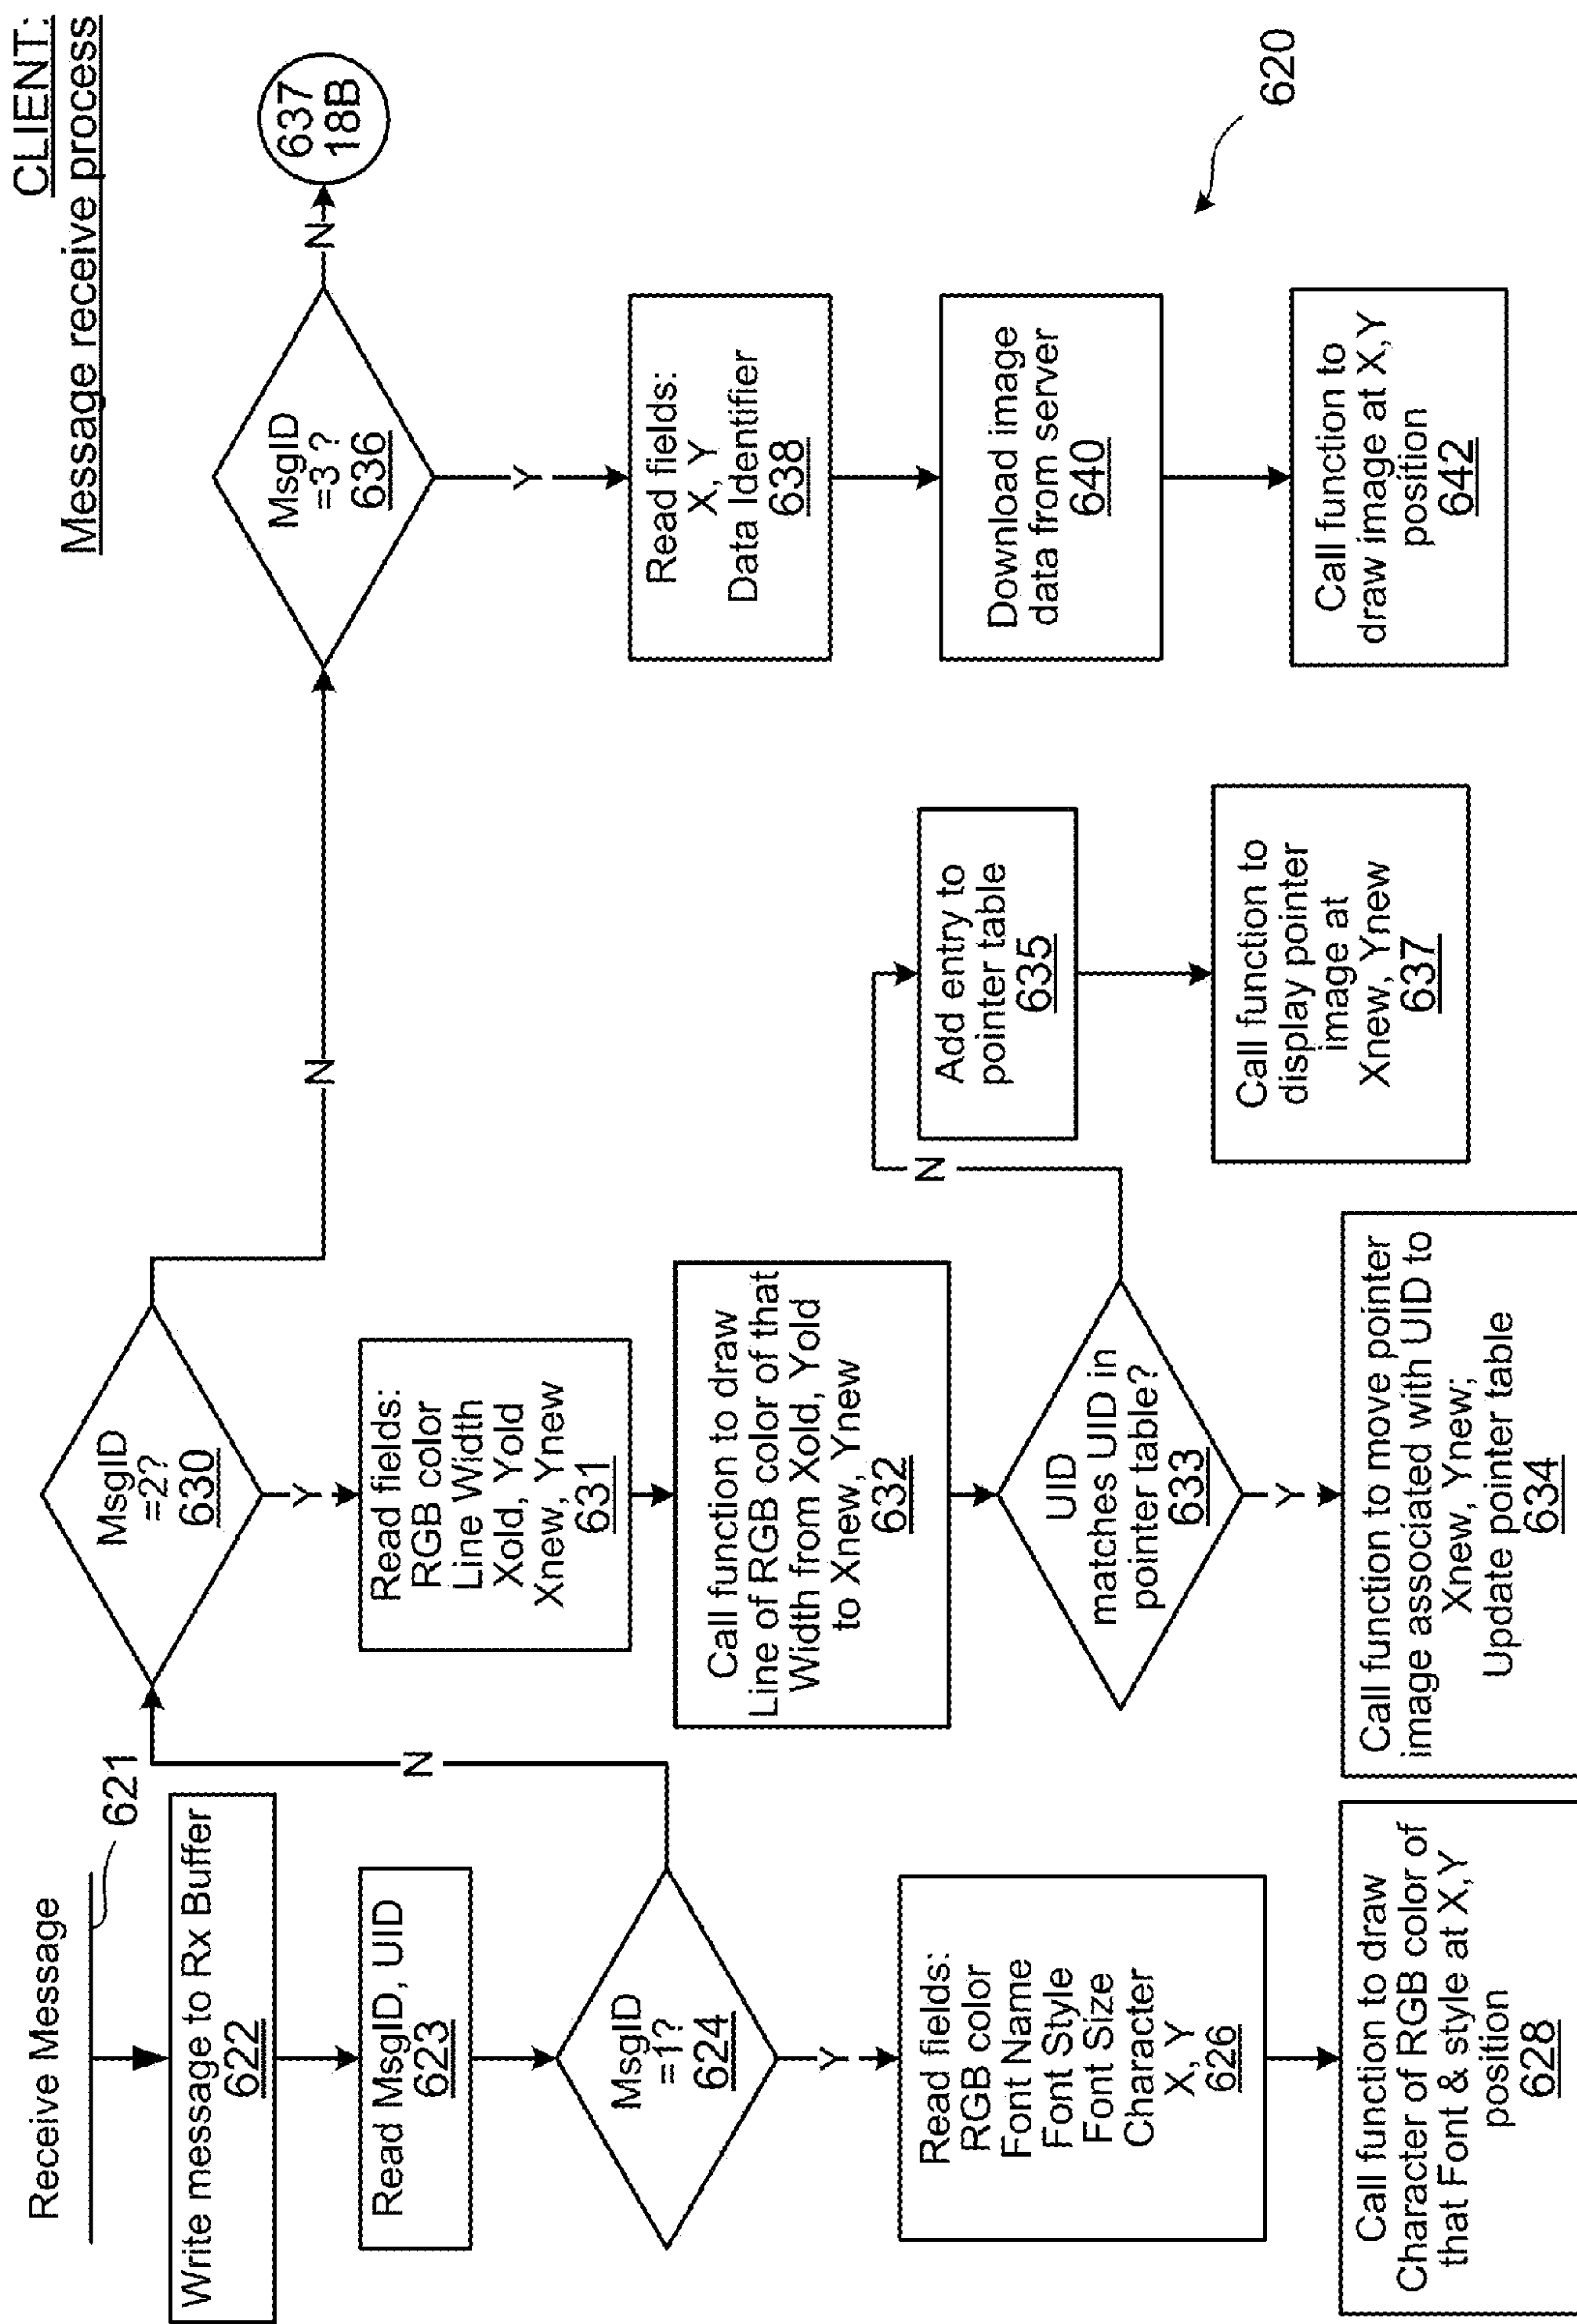 CLIENT:
Message receive process
Receive Message
621
Write message to Rx Buffer
622
Read MsgID, UID
623
MsgID
=1?
624
N
Y
Read fields:
RGB color
Font Name
Font Style
Font Size
Character
X, Y
626
Call function to draw
Character of RGB color of
that Font & style at X,Y
position
628
MsgID
=2?
630
N
Y
Read fields:
RGB color
Line Width
Xold, Yold
Xnew, Ynew
631
Call function to draw
Line of RGB color of that
Width from Xold, Yold
to Xnew, Ynew
632
UID
matches UID in
pointer table?
633
N
Y
Call function to move pointer
image associated with UID to
Xnew, Ynew;
Update pointer table
634
Add entry to
pointer table
635
Call function to
display pointer
image at
Xnew, Ynew
637
MsgID
=3 ?
636
N
637
18B
Y
Read fields:
X, Y
Data Identifier
638
Download image
data from server
640
Call function to
draw image at X,Y
position
642
620